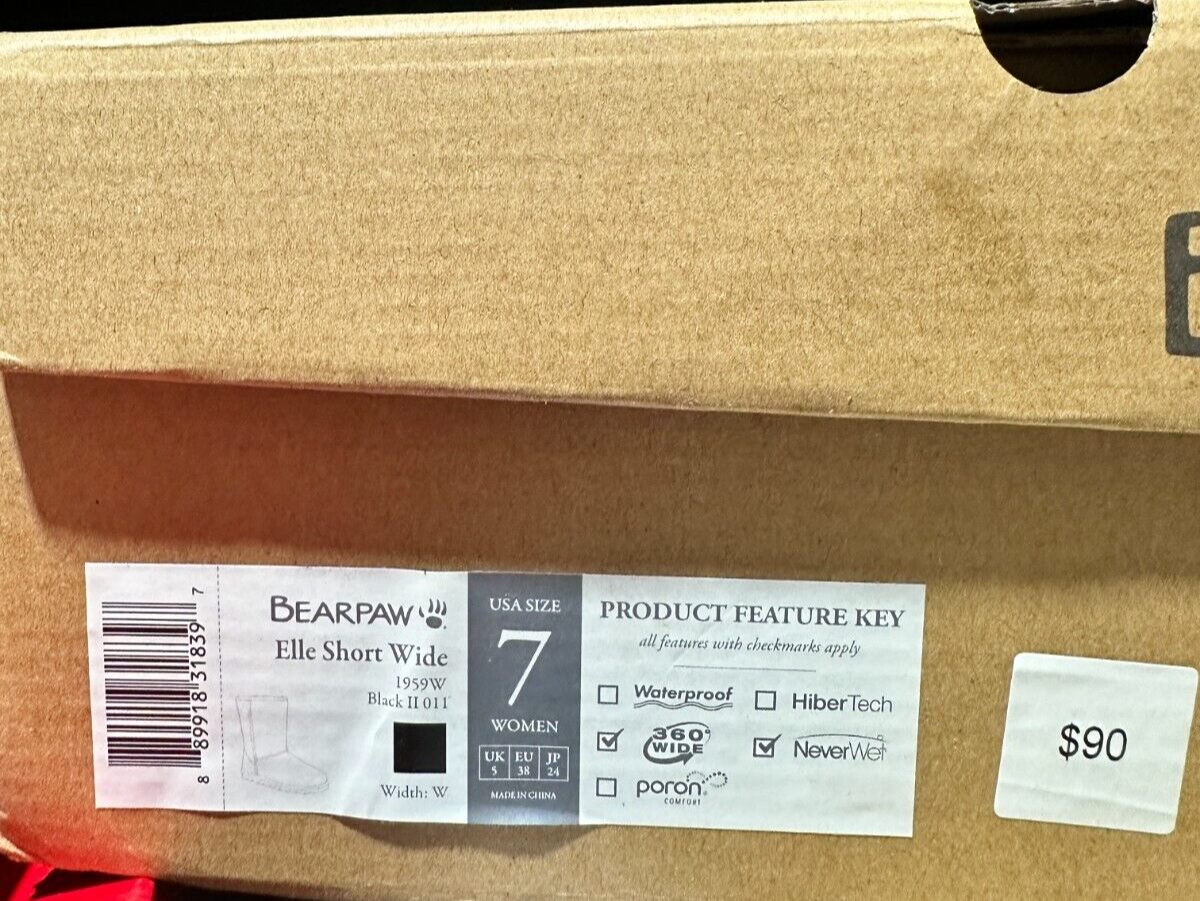 8 89918 31839 7
BEARPAW
Elle Short Wide
1959W
Black II 011
Width: W
USA SIZE
7
WOMEN
UK EU JP
5 38 24
MADE IN CHINA
PRODUCT FEATURE KEY
all features with checkmarks apply
Waterproof HiberTech
360° WIDE NeverWet
poron COMFORT
$90